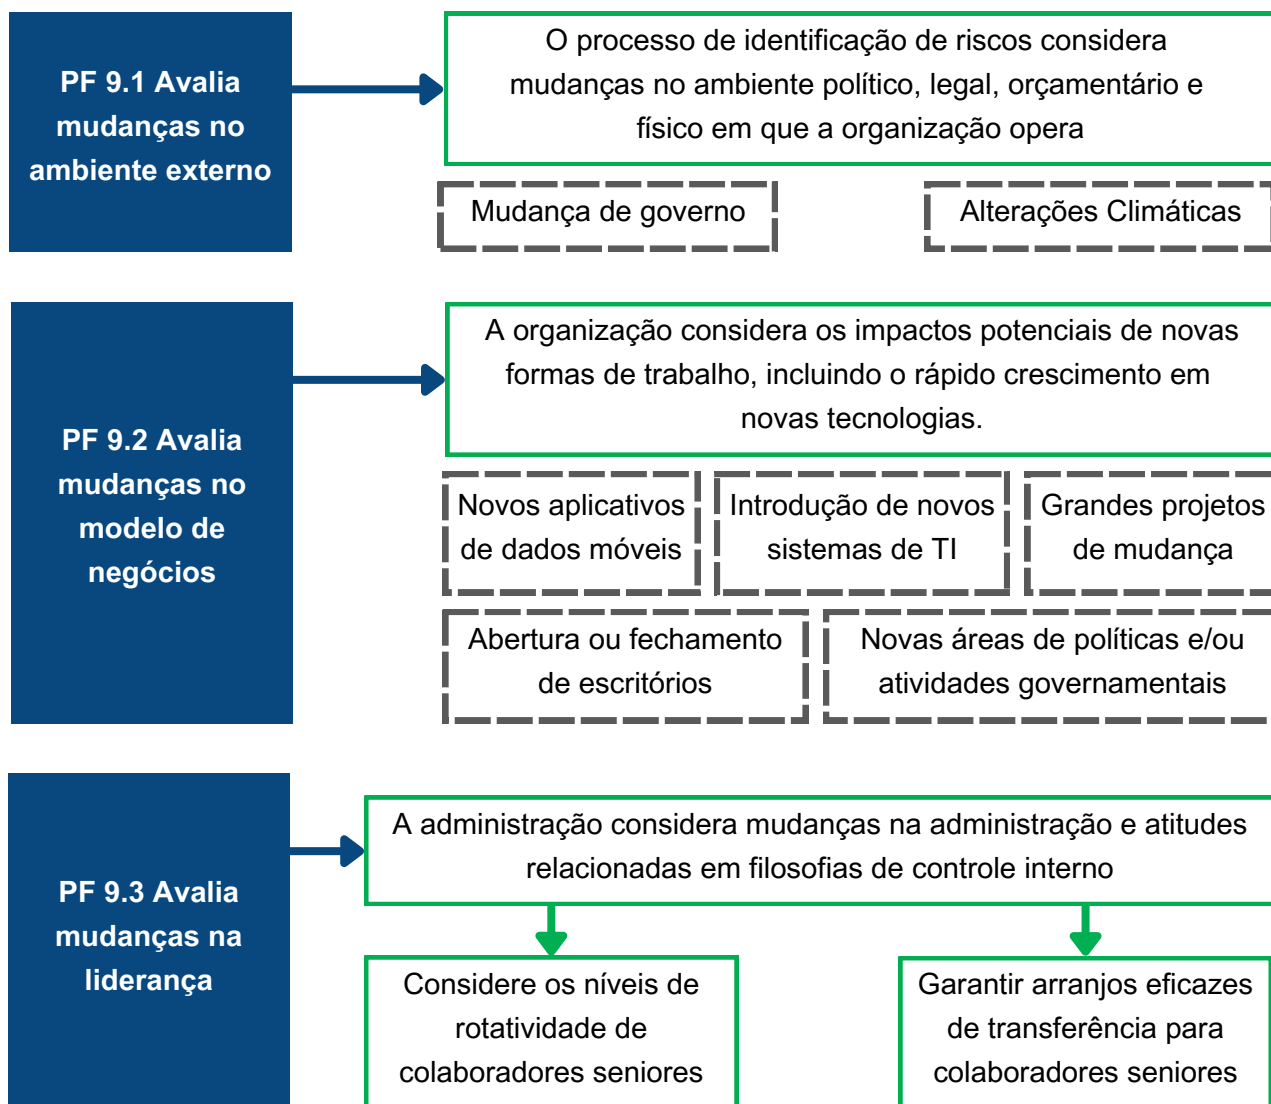 PF 9.1 Avalia
mudanças no
ambiente externo
O processo de identificação de riscos considera
mudanças no ambiente político, legal, orçamentário e
físico em que a organização opera
Mudança de governo
Alterações Climáticas
PF 9.2 Avalia
mudanças no
modelo de
negócios
A organização considera os impactos potenciais de novas
formas de trabalho, incluindo o rápido crescimento em
novas tecnologias.
Novos aplicativos
de dados móveis
Introdução de novos
sistemas de TI
Grandes projetos
de mudança
Abertura ou fechamento
de escritórios
Novas áreas de políticas e/ou
atividades governamentais
PF 9.3 Avalia
mudanças na
liderança
A administração considera mudanças na administração e atitudes
relacionadas em filosofias de controle interno
Considere os níveis de
rotatividade de
colaboradores seniores
Garantir arranjos eficazes
de transferência para
colaboradores seniores